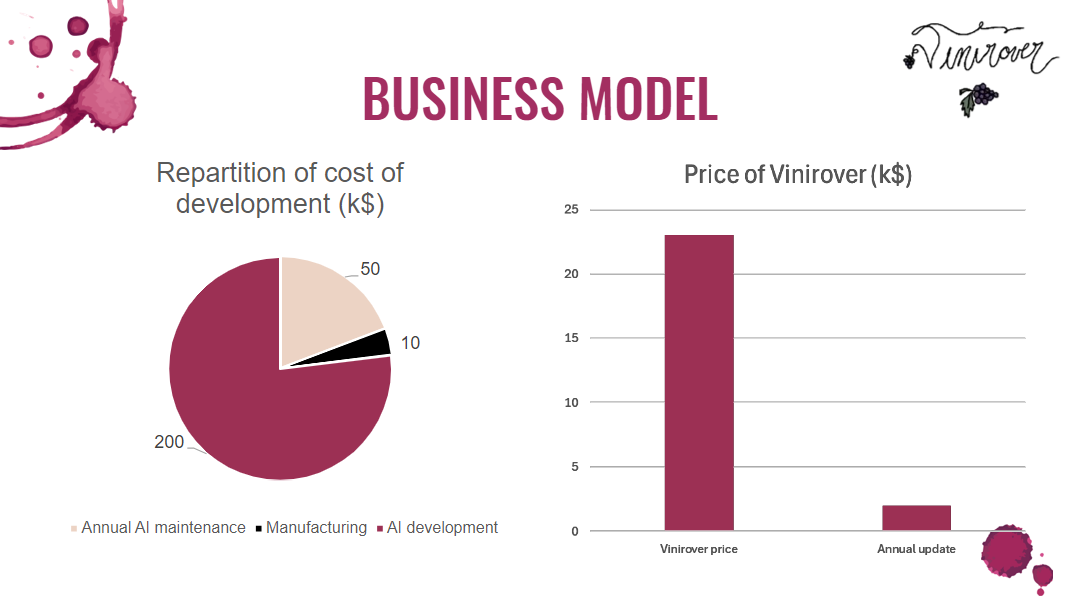 Vinirover
BUSINESS MODEL
Repartition of cost of
development (k$)
50
10
200
Annual AI maintenance
Manufacturing
AI development
Price of Vinirover (k$)
25
20
15
10
5
0
Vinirover price
Annual update